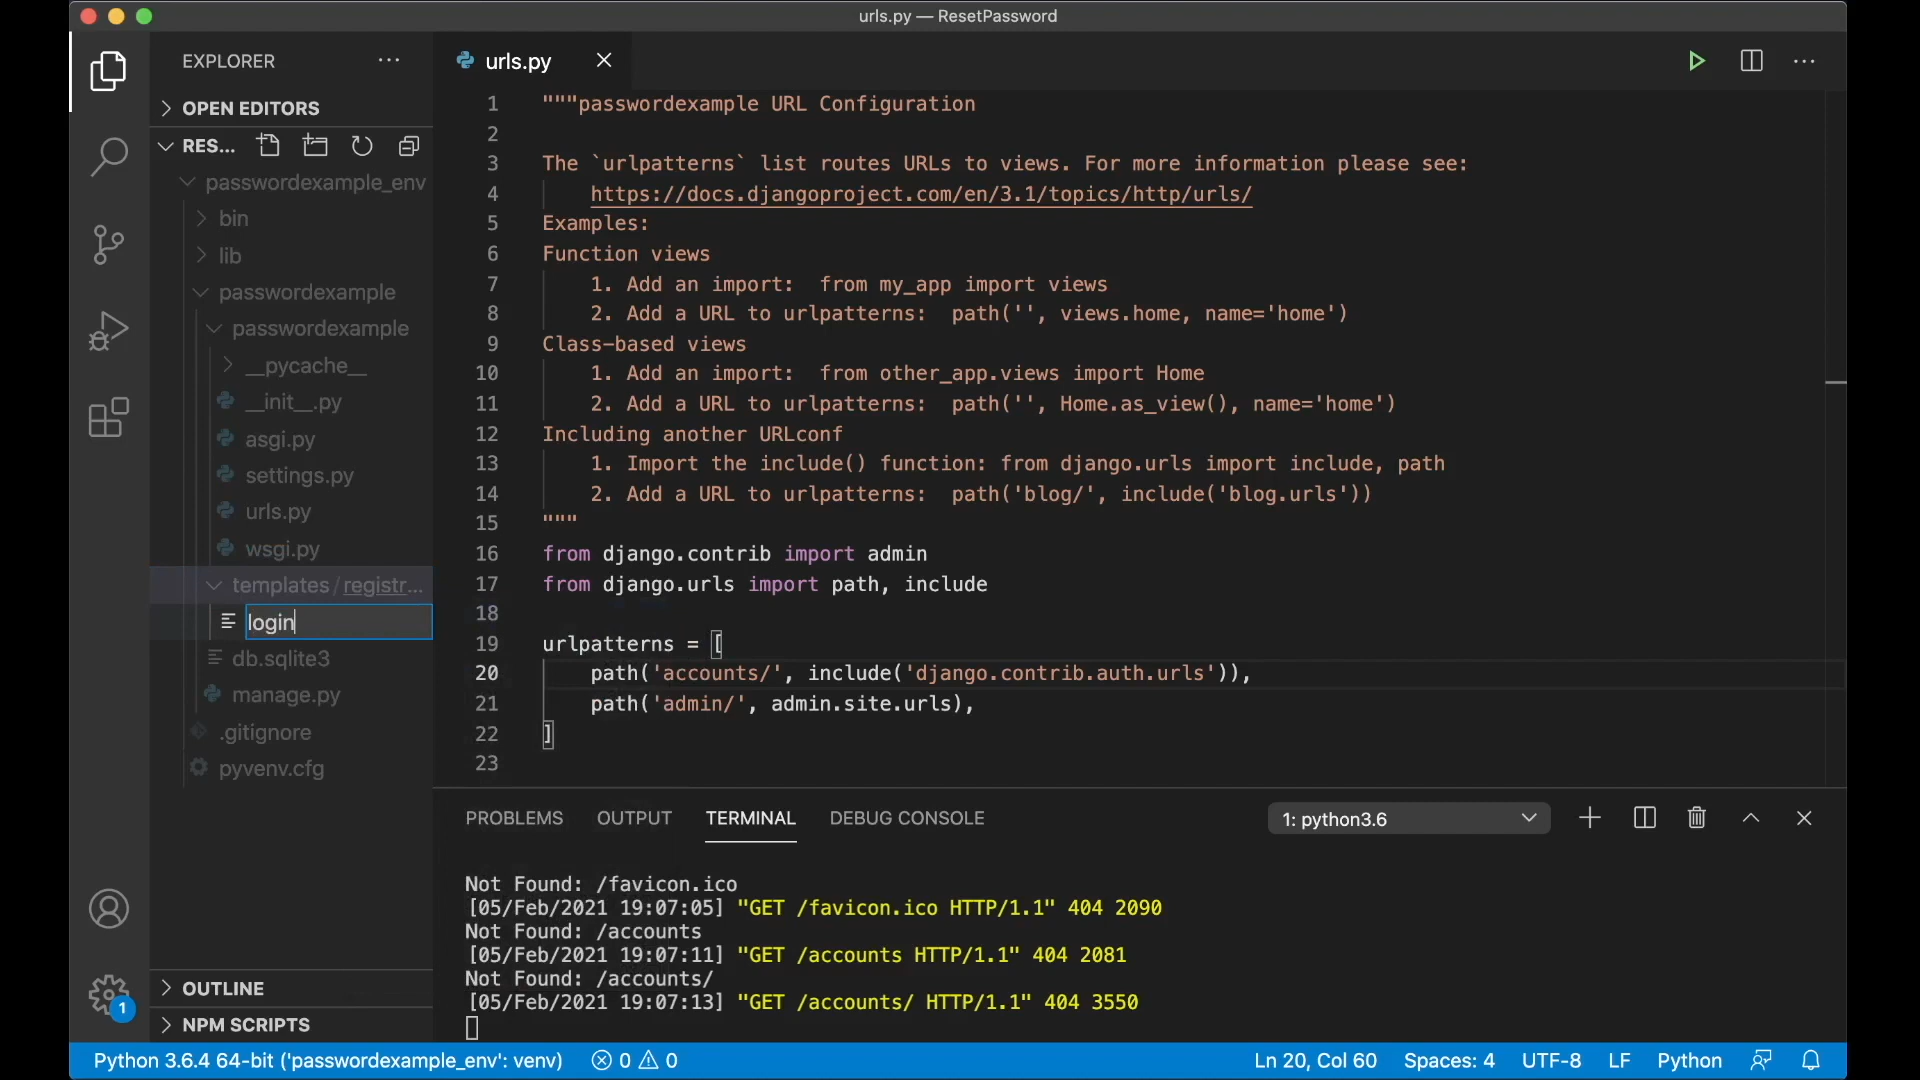 urls.py — ResetPassword
EXPLORER
OPEN EDITORS
RES...
passwordexample_env
bin
lib
passwordexample
passwordexample
__pycache__
__init__.py
asgi.py
settings.py
urls.py
wsgi.py
templates / registr...
login
db.sqlite3
manage.py
.gitignore
pyvenv.cfg
OUTLINE
NPM SCRIPTS
1
urls.py
1 """passwordexample URL Configuration
2
3 The `urlpatterns` list routes URLs to views. For more information please see:
4 https://docs.djangoproject.com/en/3.1/topics/http/urls/
5 Examples:
6 Function views
7 1. Add an import:  from my_app import views
8 2. Add a URL to urlpatterns:  path('', views.home, name='home')
9 Class-based views
10 1. Add an import:  from other_app.views import Home
11 2. Add a URL to urlpatterns:  path('', Home.as_view(), name='home')
12 Including another URLconf
13 1. Import the include() function: from django.urls import include, path
14 2. Add a URL to urlpatterns:  path('blog/', include('blog.urls'))
15 """
16 from django.contrib import admin
17 from django.urls import path, include
18
19 urlpatterns = [
20 path('accounts/', include('django.contrib.auth.urls')),
21 path('admin/', admin.site.urls),
22 ]
23
PROBLEMS OUTPUT TERMINAL DEBUG CONSOLE 1: python3.6
Not Found: /favicon.ico
[05/Feb/2021 19:07:05] "GET /favicon.ico HTTP/1.1" 404 2090
Not Found: /accounts
[05/Feb/2021 19:07:11] "GET /accounts HTTP/1.1" 404 2081
Not Found: /accounts/
[05/Feb/2021 19:07:13] "GET /accounts/ HTTP/1.1" 404 3550
Python 3.6.4 64-bit ('passwordexample_env': venv) 0 0 Ln 20, Col 60 Spaces: 4 UTF-8 LF Python